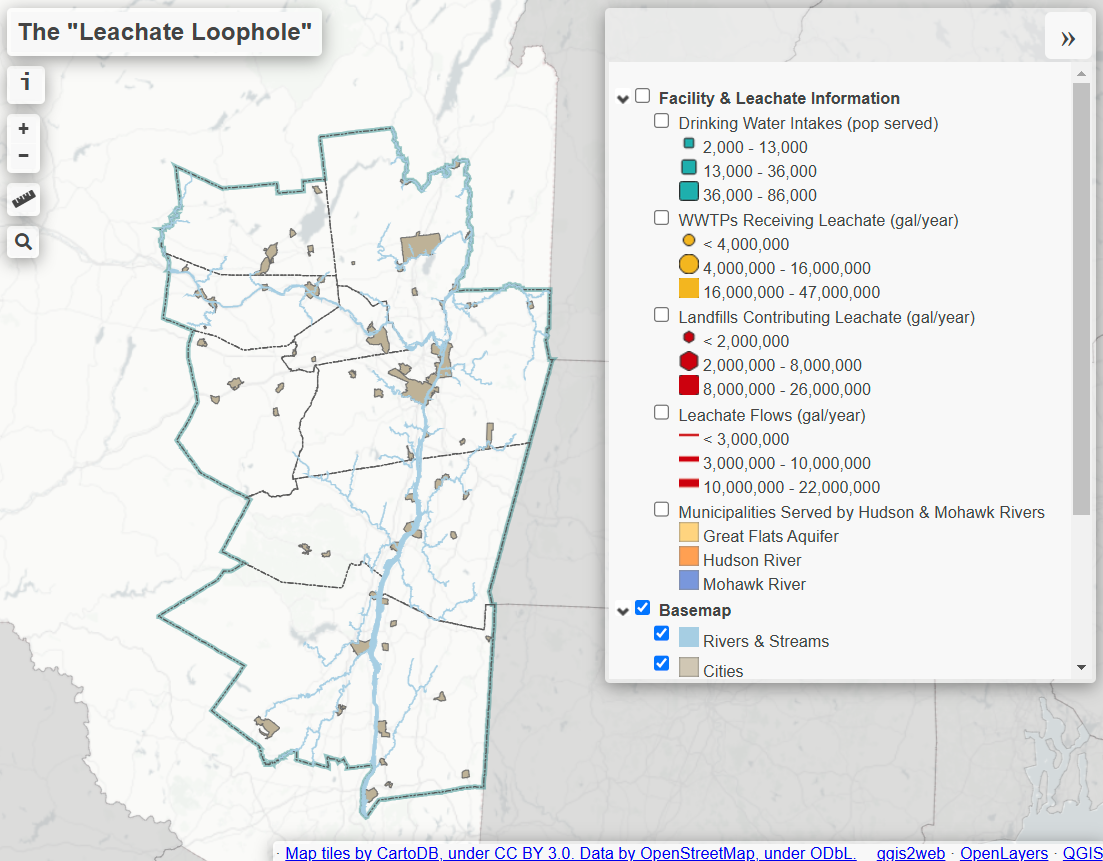 The "Leachate Loophole"
»
i
+
−
Facility & Leachate Information
Drinking Water Intakes (pop served)
2,000 - 13,000
13,000 - 36,000
36,000 - 86,000
WWTPs Receiving Leachate (gal/year)
< 4,000,000
4,000,000 - 16,000,000
16,000,000 - 47,000,000
Landfills Contributing Leachate (gal/year)
< 2,000,000
2,000,000 - 8,000,000
8,000,000 - 26,000,000
Leachate Flows (gal/year)
< 3,000,000
3,000,000 - 10,000,000
10,000,000 - 22,000,000
Municipalities Served by Hudson & Mohawk Rivers
Great Flats Aquifer
Hudson River
Mohawk River
Basemap
Rivers & Streams
Cities
· Map tiles by CartoDB, under CC BY 3.0. Data by OpenStreetMap, under ODbL. qgis2web · OpenLayers · QGIS